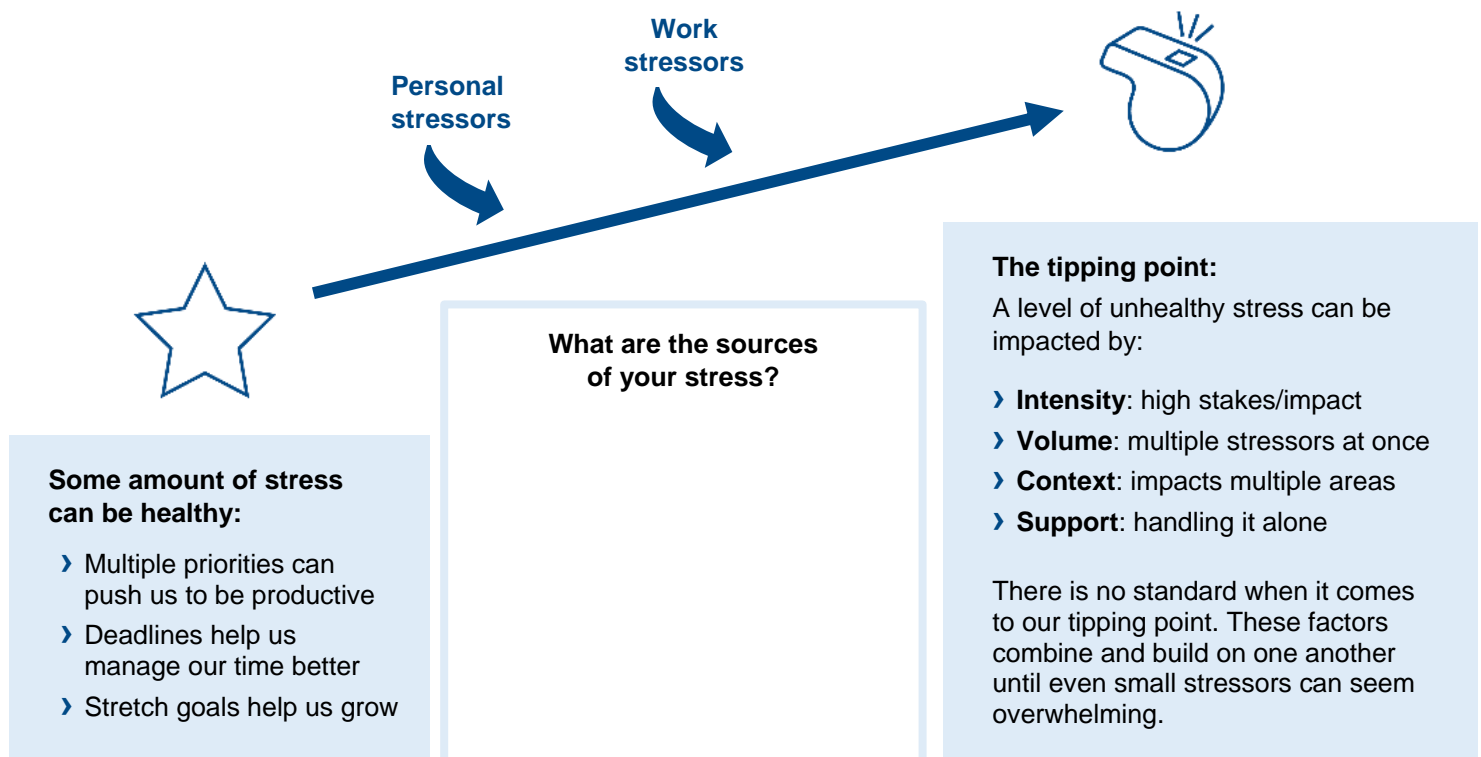 Work
stressors
Personal
stressors
Some amount of stress
can be healthy:
› Multiple priorities can
push us to be productive
› Deadlines help us
manage our time better
› Stretch goals help us grow
What are the sources
of your stress?
The tipping point:
A level of unhealthy stress can be
impacted by:
› Intensity: high stakes/impact
› Volume: multiple stressors at once
› Context: impacts multiple areas
› Support: handling it alone
There is no standard when it comes
to our tipping point. These factors
combine and build on one another
until even small stressors can seem
overwhelming.